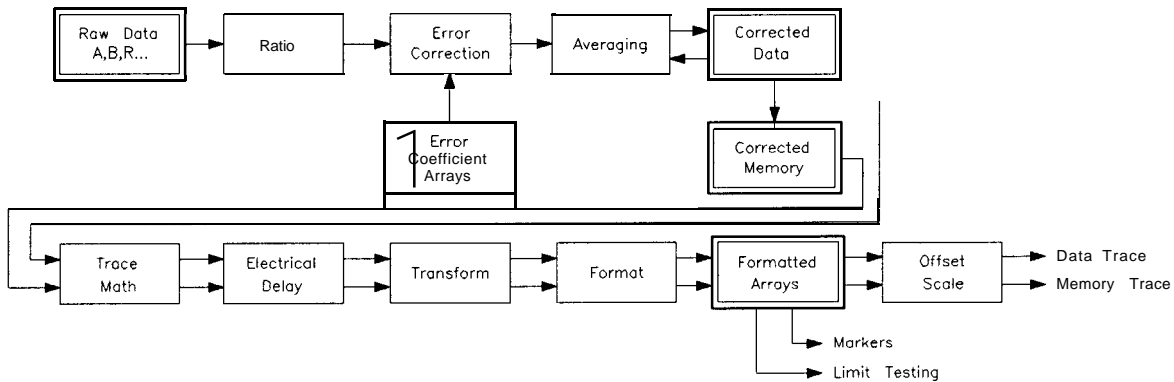 Raw Data
A,B,R...
Ratio
Error
Correction
Averaging
Corrected
Data
1
Error
Coefficient
Arrays
Corrected
Memory
Trace
Math
Electrical
Delay
Transform
Format
Formatted
Arrays
Offset
Scale
Data Trace
Memory Trace
Markers
Limit Testing